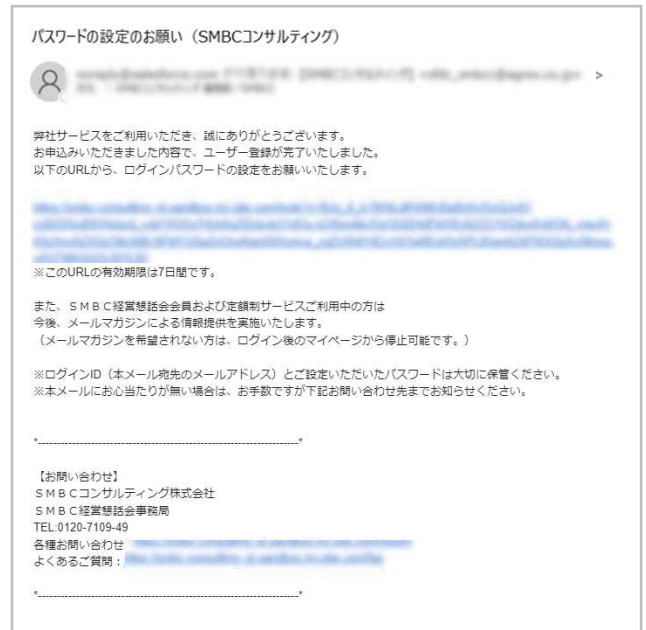 パスワードの設定のお願い（SMBCコンサルティング）
弊社サービスをご利用いただき、誠にありがとうございます。
お申込みいただきました内容で、ユーザー登録が完了いたしました。
以下のURLから、ログインパスワードの設定をお願いいたします。
※このURLの有効期限は7日間です。
また、ＳＭＢＣ経営懇話会会員および定額制サービスご利用中の方は
今後、メールマガジンによる情報提供を実施いたします。
（メールマガジンを希望されない方は、ログイン後のマイページから停止可能です。）
※ログインID（本メール宛先のメールアドレス）とご設定いただいたパスワードは大切に保管ください。
※本メールにお心当たりが無い場合は、お手数ですが下記お問い合わせ先までお知らせください。
*----------------------------------------------------------------------*
【お問い合わせ】
ＳＭＢＣコンサルティング株式会社
ＳＭＢＣ経営懇話会事務局
TEL:0120-7109-49
各種お問い合わせ
よくあるご質問：
*----------------------------------------------------------------------*